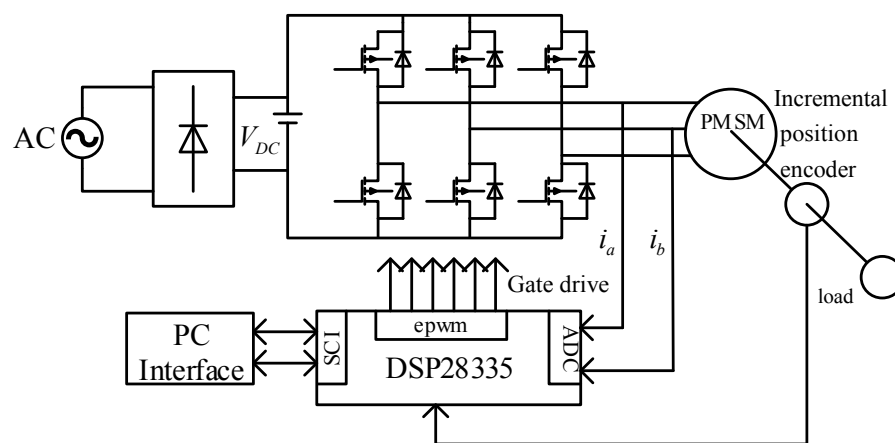 AC
V_DC
PMSM
Incremental
position
encoder
i_a
i_b
load
Gate drive
epwm
SCI
ADC
DSP28335
PC
Interface